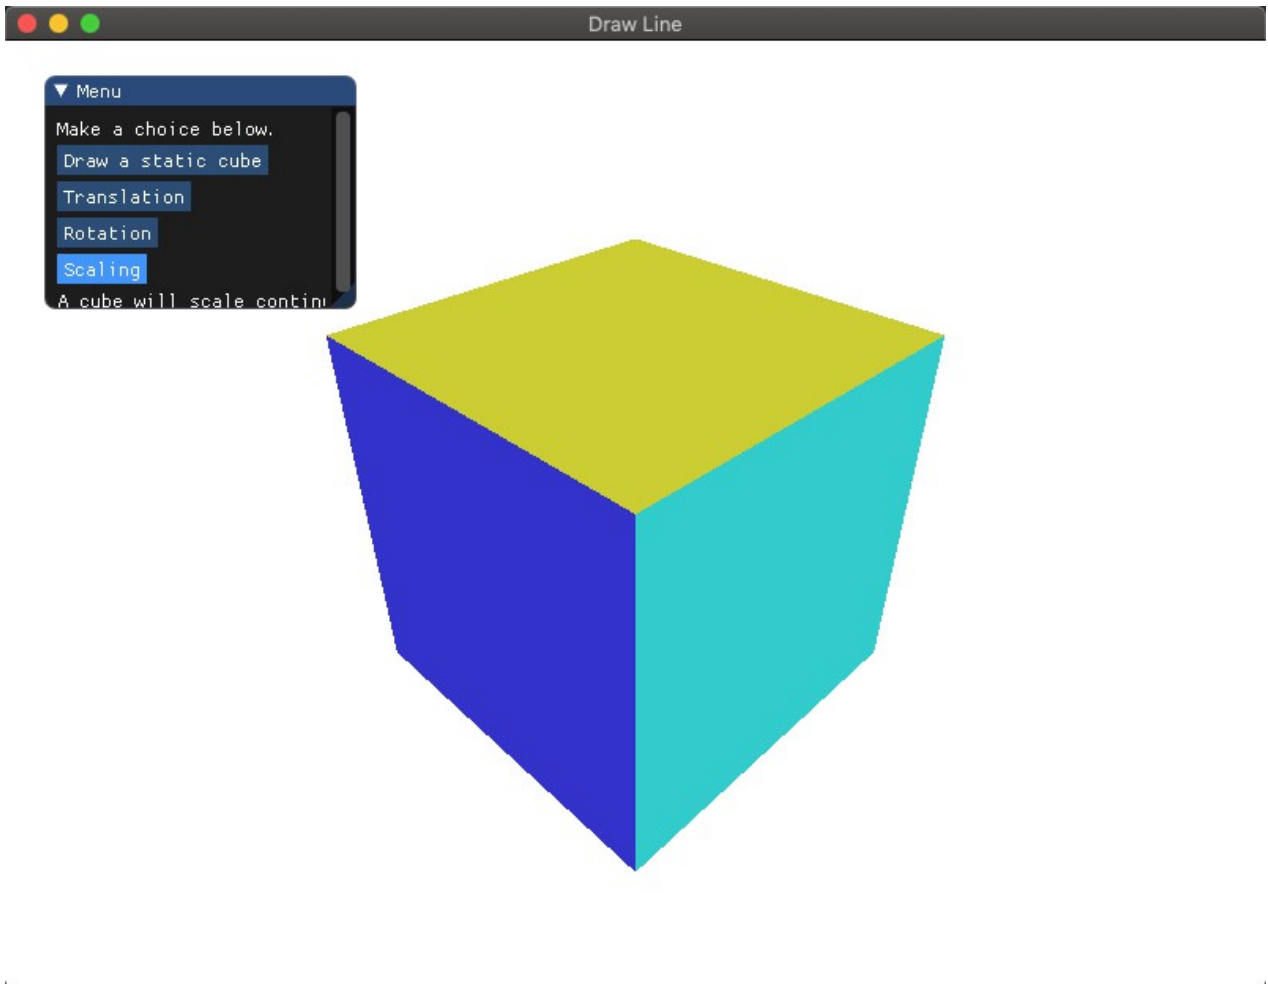 Draw Line
Menu
Make a choice below.
Draw a static cube
Translation
Rotation
Scaling
A cube will scale